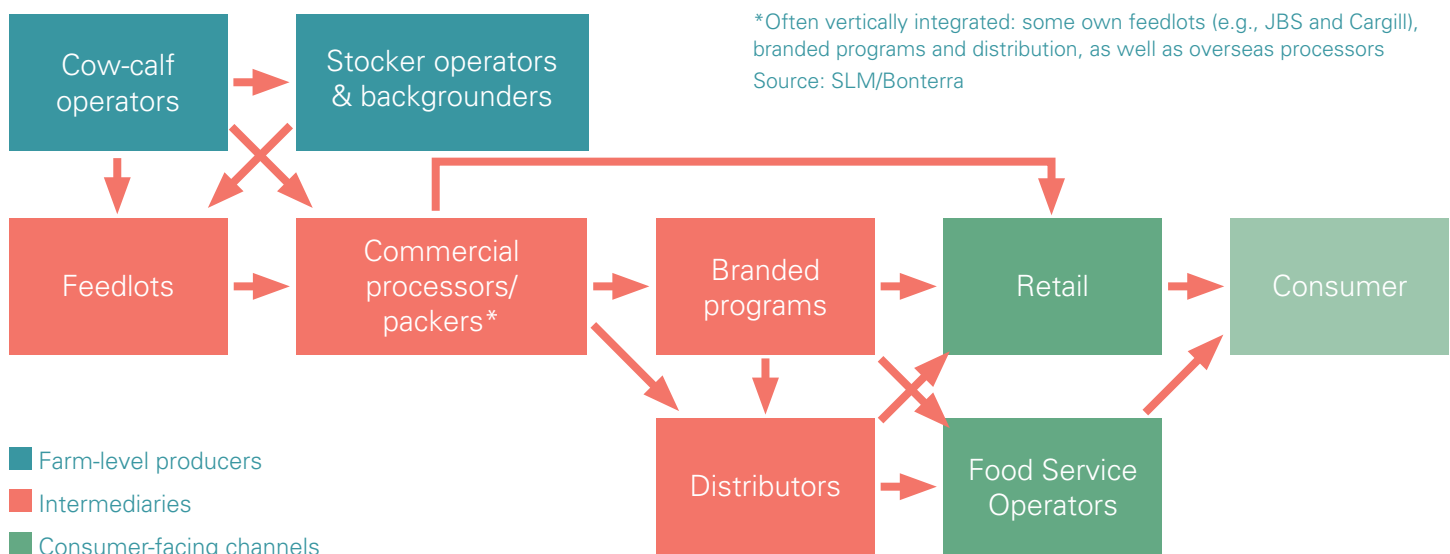 *Often vertically integrated: some own feedlots (e.g., JBS and Cargill),
branded programs and distribution, as well as overseas processors
Source: SLM/Bonterra
Cow-calf
operators
Stocker operators
& backgrounders
Feedlots
Commercial
processors/
packers*
Branded
programs
Retail
Consumer
Distributors
Food Service
Operators
Farm-level producers
Intermediaries
Consumer-facing channels